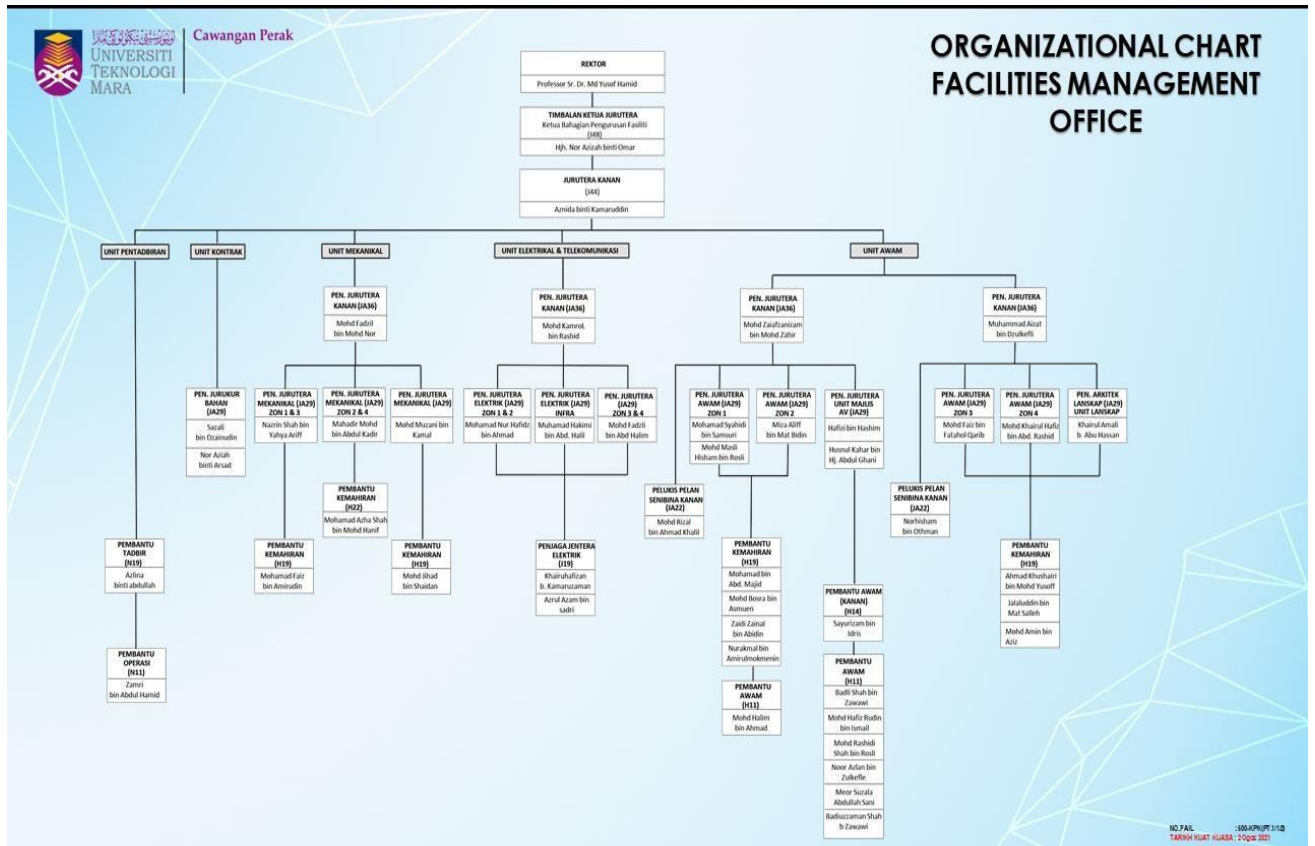 UNIVERSITI
TEKNOLOGI
MARA
Cawangan Perak
ORGANIZATIONAL CHART
FACILITIES MANAGEMENT
OFFICE
REKTOR
Professor Sr. Dr. Md Yusof Hamid
TIMBALAN KETUA JURUTERA
Ketua Bahagian Pengurusan Fasiliti
(J48)
Hjh. Nor Azizah binti Omar
JURUTERA KANAN
(J44)
Aznida binti Kamaruddin
UNIT PENTADBIRAN
UNIT KONTRAK
UNIT MEKANIKAL
UNIT ELEKTRIKAL & TELEKOMUNIKASI
UNIT AWAM
PEN. JURUTERA
KANAN (JA36)
Mohd Fadzil
bin Mohd Nor
PEN. JURUTERA
KANAN (JA36)
Mohd Kamrol.
bin Rashid
PEN. JURUTERA
KANAN (JA36)
Mohd Zaiafzanizam
bin Mohd Zahir
PEN. JURUTERA
KANAN (JA36)
Muhammad Aizat
bin Dzulkefli
PEN. JURUKUR
BAHAN
(JA29)
Sazali
bin Dzainudin
Nor Aziah
binti Arsad
PEN. JURUTERA
MEKANIKAL (JA29)
ZON 1 & 3
Nazrin Shah bin
Yahya Ariff
PEN. JURUTERA
MEKANIKAL (JA29)
ZON 2 & 4
Mahadir Mohd
bin Abdul Kadir
PEN. JURUTERA
MEKANIKAL (JA29)
Mohd Muzani bin
Kamal
PEN. JURUTERA
ELEKTRIK (JA29)
ZON 1 & 2
Mohamad Nur Hafidz
bin Ahmad
PEN. JURUTERA
ELEKTRIK (JA29)
INFRA
Muhamad Hakimi
bin Abd. Halil
PEN. JURUTERA
(JA29)
ZON 3 & 4
Mohd Fadzli
bin Abd Halim
PEN. JURUTERA
AWAM (JA29)
ZON 1
Mohamad Syahidi
bin Samsuri
Mohd Masli
Hisham bin Rosli
PEN. JURUTERA
AWAM (JA29)
ZON 2
Miza Aliff
bin Mat Bidin
PEN. JURUTERA
UNIT MAJLIS
AV (JA29)
Hafizi bin Hashim
Husnul Kahar bin
Hj. Abdul Ghani
PEN. JURUTERA
AWAM (JA29)
ZON 3
Mohd Faiz bin
Fatahol Qarib
PEN. JURUTERA
AWAM (JA29)
ZON 4
Mohd Khairul Hafiz
bin Abd. Rashid
PEN. ARKITEK
LANSKAP (JA29)
UNIT LANSKAP
Khairul Amali
b. Abu Hassan
PEMBANTU
KEMAHIRAN
(H22)
Mohamad Azha Shah
bin Mohd Hanif
PELUKIS PELAN
SENIBINA KANAN
(JA22)
Mohd Rizal
bin Ahmad Khalil
PELUKIS PELAN
SENIBINA KANAN
(JA22)
Norhisham
bin Othman
PEMBANTU
TADBIR
(N19)
Azlina
binti abdullah
PEMBANTU
KEMAHIRAN
(H19)
Mohamad Faiz
bin Amirudin
PEMBANTU
KEMAHIRAN
(H19)
Mohd Jihad
bin Shaidan
PENJAGA JENTERA
ELEKTRIK
(J19)
Khairuhafizan
b. Kamaruzaman
Azrul Azam bin
sadri
PEMBANTU
KEMAHIRAN
(H19)
Mohamad bin
Abd. Majid
Mohd Bosra bin
Asmuen
Zaidi Zainal
bin Abidin
Nurakmal bin
Amirulmokmenin
PEMBANTU
KEMAHIRAN
(H19)
Ahmad Khushairi
bin Mohd Yusoff
Jalaluddin bin
Mat Salleh
Mohd Amin bin
Aziz
PEMBANTU AWAM
(KANAN)
(H14)
Sayurizam bin
Idris
PEMBANTU
OPERASI
(N11)
Zamri
bin Abdul Hamid
PEMBANTU
AWAM
(H11)
Mohd Halim
bin Ahmad
PEMBANTU
AWAM
(H11)
Badli Shah bin
Zawawi
Mohd Hafiz Rudin
bin Ismail
Mohd Rashidi
Shah bin Rosli
Noor Azlan bin
Zulkefle
Meor Suzala
Abdullah Sani
Badiuzzaman Shah
b Zawawi
NO.FAIL
TARIKH KUAT KUASA : 2 Ogos 2021